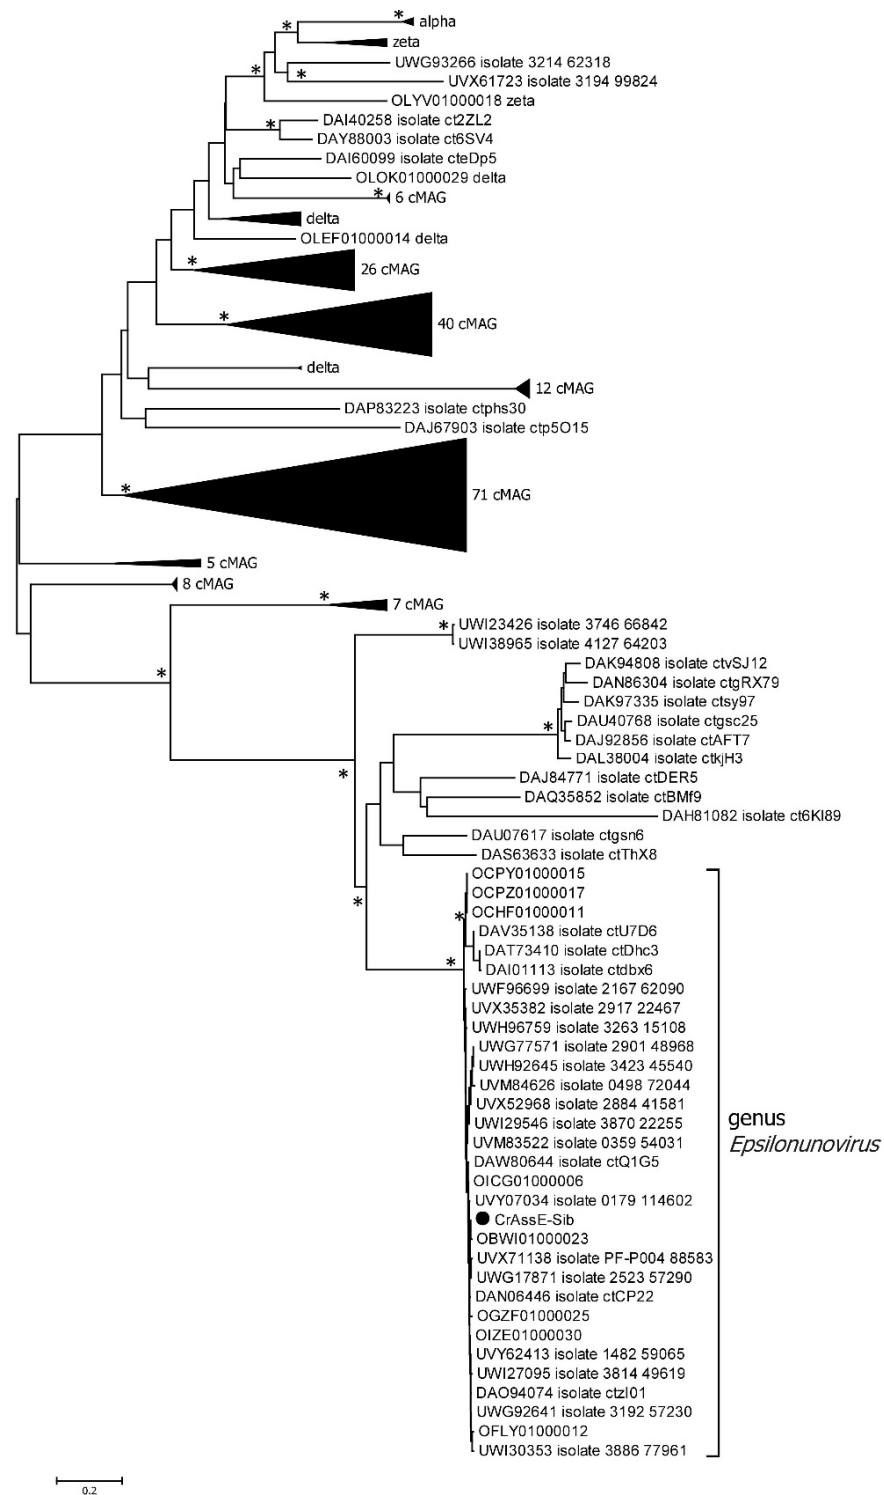 alpha
zeta
UWG93266 isolate 3214 62318
UVX61723 isolate 3194 99824
OLYV01000018 zeta
DAI40258 isolate ct2ZL2
DAY88003 isolate ct6SV4
DAI60099 isolate cteDp5
OLOK01000029 delta
6 cMAG
delta
OLEF01000014 delta
26 cMAG
40 cMAG
delta
12 cMAG
DAP83223 isolate ctphs30
DAJ67903 isolate ctp5O15
71 cMAG
5 cMAG
8 cMAG
7 cMAG
UWI23426 isolate 3746 66842
UWI38965 isolate 4127 64203
DAK94808 isolate ctvSJ12
DAN86304 isolate ctgRX79
DAK97335 isolate ctsy97
DAU40768 isolate ctgsc25
DAJ92856 isolate ctAFT7
DAL38004 isolate ctkjH3
DAJ84771 isolate ctDER5
DAQ35852 isolate ctBMf9
DAH81082 isolate ct6KI89
DAU07617 isolate ctgsn6
DAS63633 isolate ctThX8
OCPY01000015
OCPZ01000017
OCHF01000011
DAV35138 isolate ctU7D6
DAT73410 isolate ctDhc3
DAI01113 isolate ctdbx6
UWF96699 isolate 2167 62090
UVX35382 isolate 2917 22467
UWH96759 isolate 3263 15108
UWG77571 isolate 2901 48968
UWH92645 isolate 3423 45540
UVM84626 isolate 0498 72044
UVX52968 isolate 2884 41581
UWI29546 isolate 3870 22255
UVM83522 isolate 0359 54031
DAW80644 isolate ctQ1G5
OICG01000006
UVY07034 isolate 0179 114602
CrAssE-Sib
OBWI01000023
UVX71138 isolate PF-P004 88583
UWG17871 isolate 2523 57290
DAN06446 isolate ctCP22
OGZF01000025
OIZE01000030
UVY62413 isolate 1482 59065
UWI27095 isolate 3814 49619
DAO94074 isolate ctzI01
UWG92641 isolate 3192 57230
OFLY01000012
UWI30353 isolate 3886 77961
genus
Epsilonunovirus
0.2